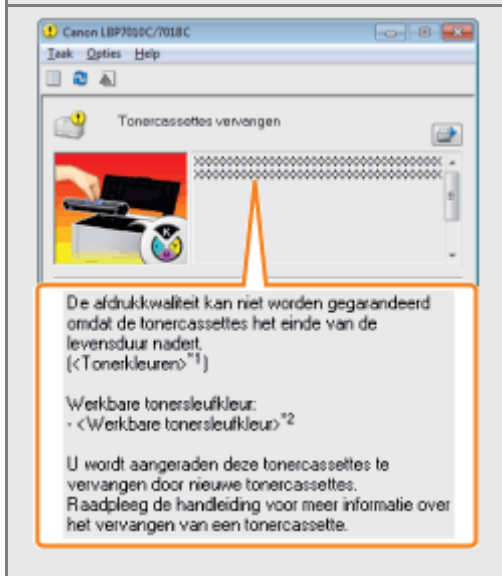 Canon LBP7010C/7018C
Taak Opties Help
Tonercassettes vervangen
xxxxxxxxxxxxxxxxxxxxxxxxxxxxxxxxxxx
xxxxxxxxxxxxxxxxxxxxxxxxxxxxxxxxxxx
K
De afdrukkwaliteit kan niet worden gegarandeerd
omdat de tonercassettes het einde van de
levensduur nadert.
(<Tonerkleuren>*1)
Werkbare tonersleufkleur:
- <Werkbare tonersleufkleur>*2
U wordt aangeraden deze tonercassettes te
vervangen door nieuwe tonercassettes.
Raadpleeg de handleiding voor meer informatie over
het vervangen van een tonercassette.